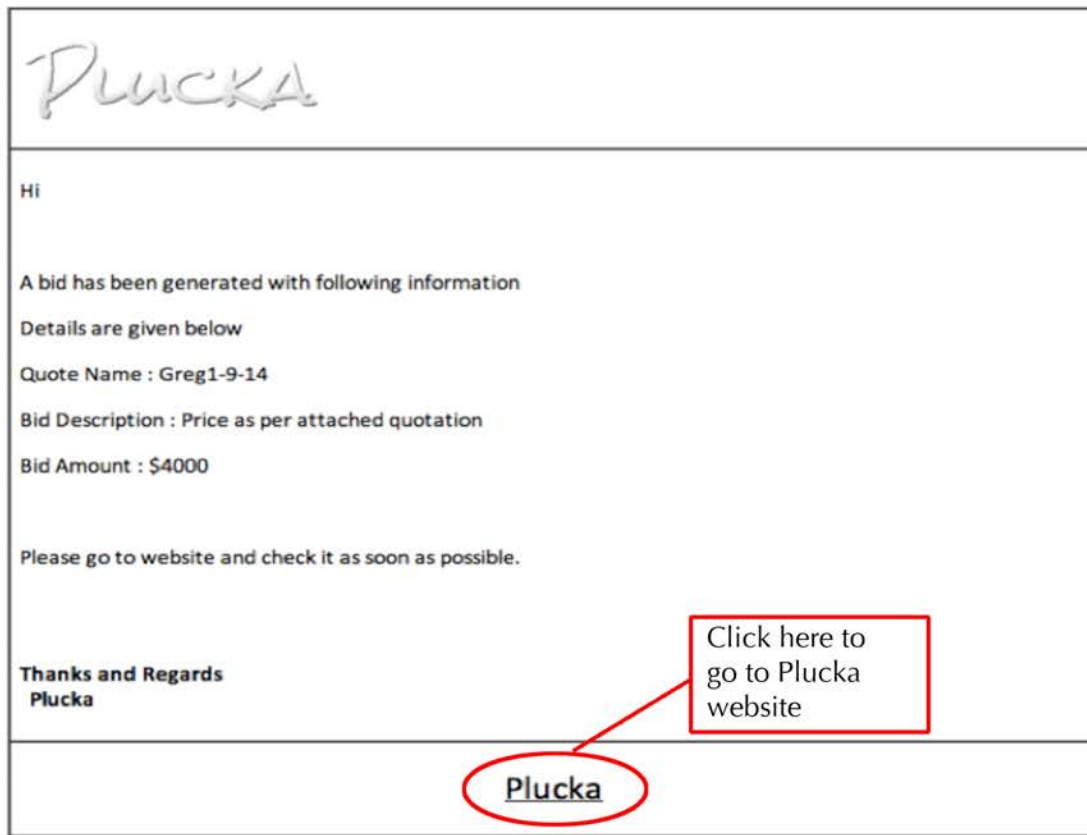 Plucka
Hi
A bid has been generated with following information
Details are given below
Quote Name : Greg1-9-14
Bid Description : Price as per attached quotation
Bid Amount : $4000
Please go to website and check it as soon as possible.
Thanks and Regards
Plucka
Click here to
go to Plucka
website
Plucka